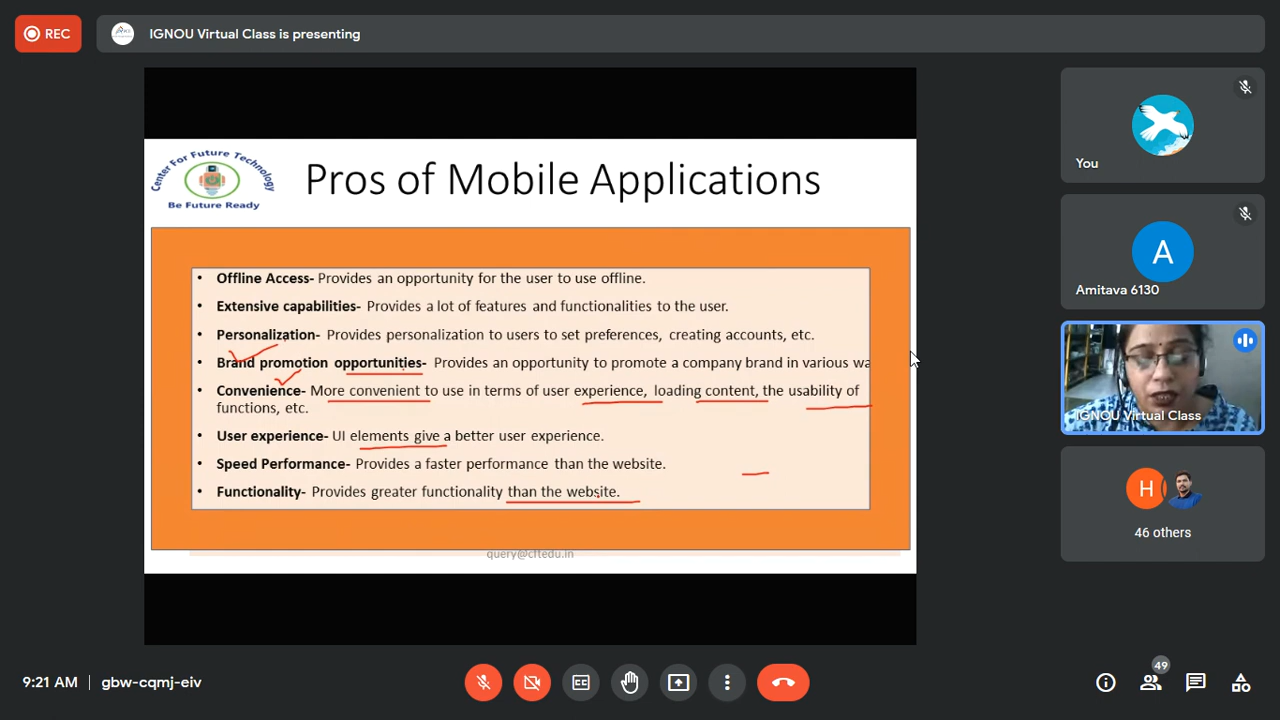 REC
IGNOU Virtual Class is presenting
Center For Future Technology
Be Future Ready
Pros of Mobile Applications
• Offline Access- Provides an opportunity for the user to use offline.
• Extensive capabilities- Provides a lot of features and functionalities to the user.
• Personalization- Provides personalization to users to set preferences, creating accounts, etc.
• Brand promotion opportunities- Provides an opportunity to promote a company brand in various wa
• Convenience- More convenient to use in terms of user experience, loading content, the usability of
functions, etc.
• User experience- UI elements give a better user experience.
• Speed Performance- Provides a faster performance than the website.
• Functionality- Provides greater functionality than the website.
query@cftedu.in
You
A
Amitava 6130
IGNOU Virtual Class
H
46 others
9:21 AM | gbw-cqmj-eiv
CC
49